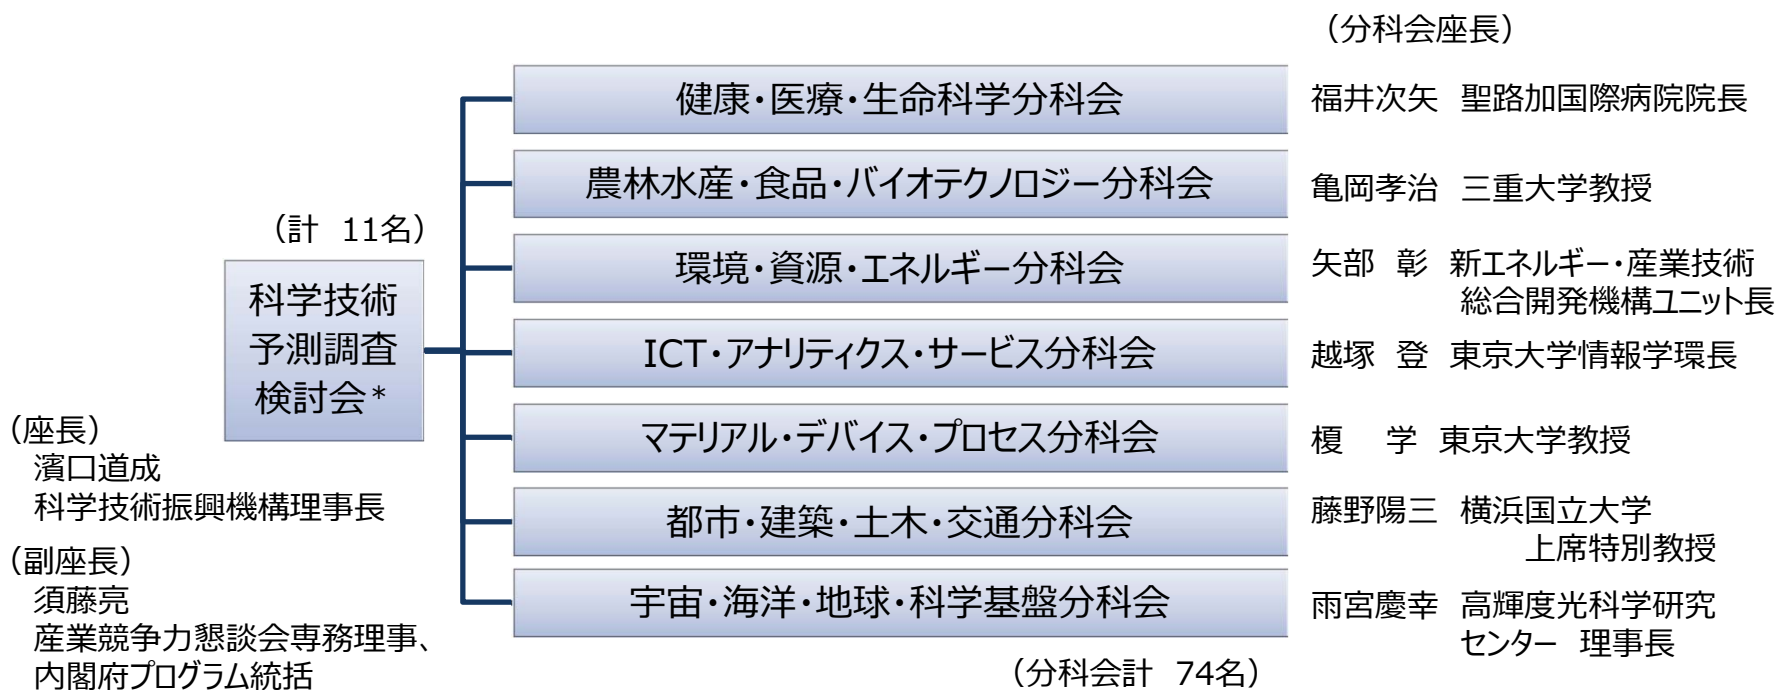 （分科会座長）
健康・医療・生命科学分科会
福井次矢　聖路加国際病院院長
農林水産・食品・バイオテクノロジー分科会
亀岡孝治　三重大学教授
環境・資源・エネルギー分科会
矢部　彰　新エネルギー・産業技術
総合開発機構ユニット長
ICT・アナリティクス・サービス分科会
越塚　登　東京大学情報学環長
マテリアル・デバイス・プロセス分科会
榎　学　東京大学教授
都市・建築・土木・交通分科会
藤野陽三　横浜国立大学
上席特別教授
宇宙・海洋・地球・科学基盤分科会
雨宮慶幸　高輝度光科学研究
センター　理事長
（分科会計　74名）
（計　11名）
科学技術
予測調査
検討会*
（座長）
濱口道成
科学技術振興機構理事長
（副座長）
須藤亮
産業競争力懇談会専務理事、
内閣府プログラム統括